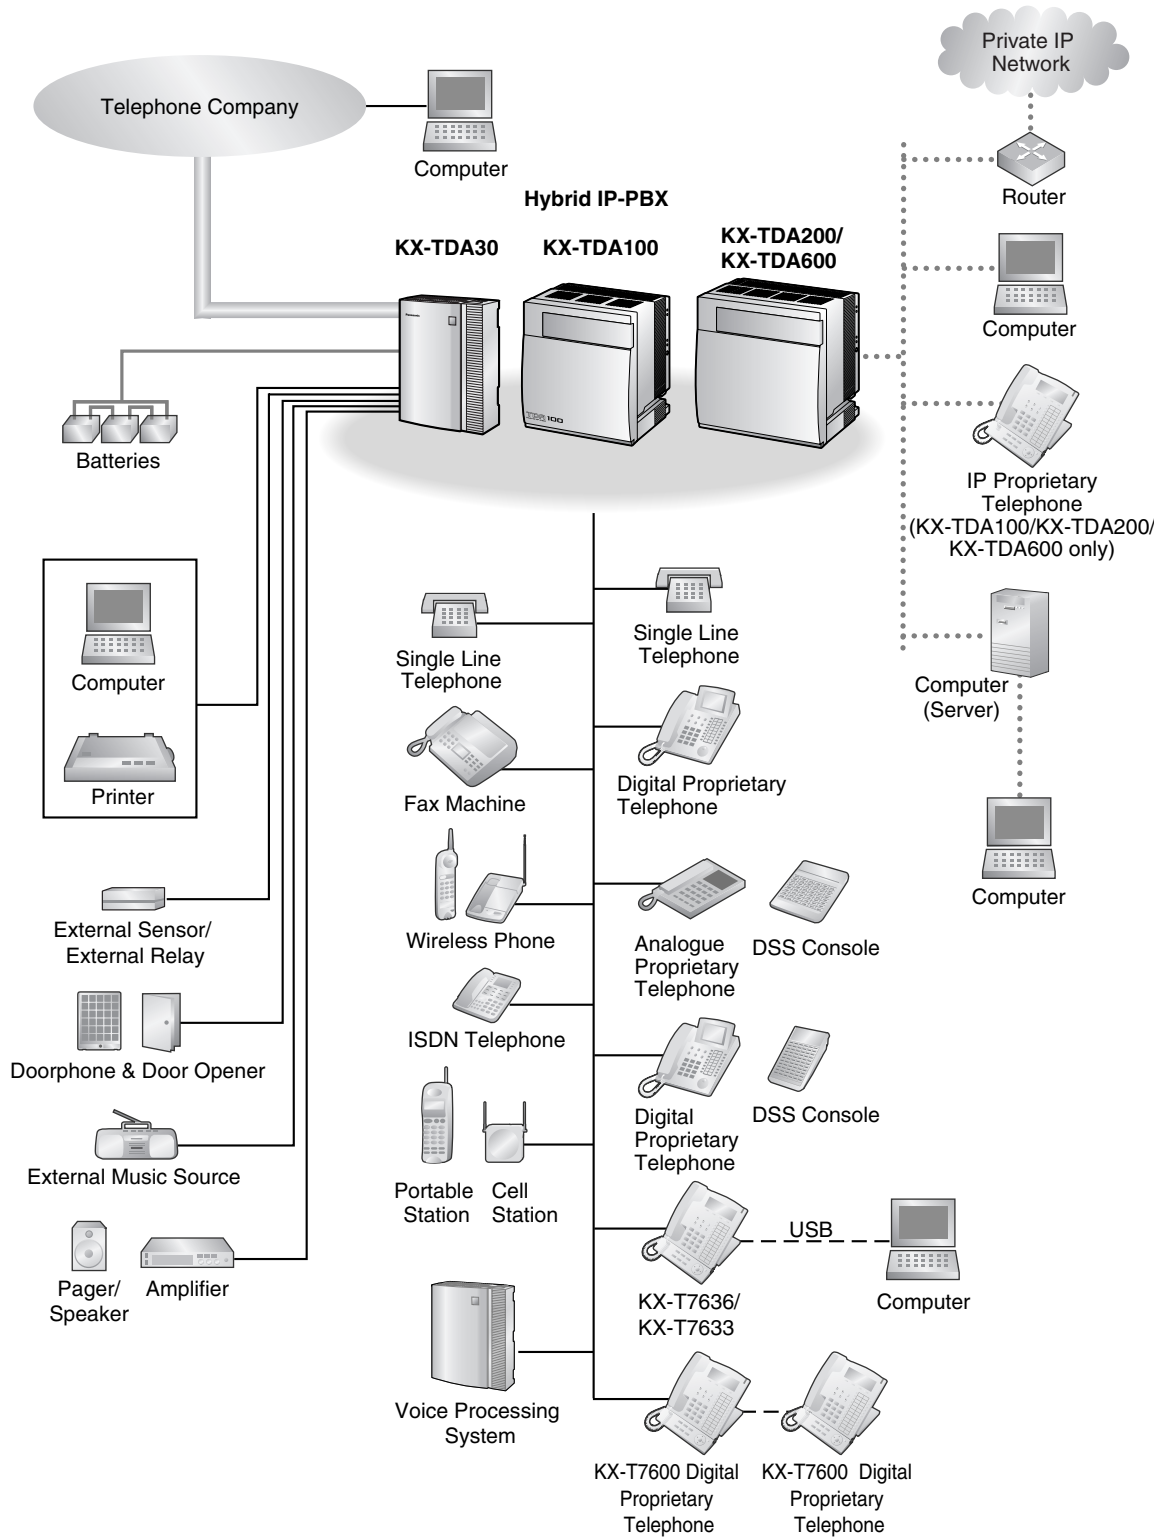 Private IP
Network
Telephone Company
Computer
Router
Hybrid IP-PBX
KX-TDA30
KX-TDA100
KX-TDA200/
KX-TDA600
Computer
Batteries
TDA 100
IP Proprietary
Telephone
(KX-TDA100/KX-TDA200/
KX-TDA600 only)
Computer
Printer
Single Line
Telephone
Single Line
Telephone
Computer
(Server)
Fax Machine
Digital Proprietary
Telephone
Computer
External Sensor/
External Relay
Wireless Phone
Analogue
Proprietary
Telephone
DSS Console
ISDN Telephone
Doorphone & Door Opener
Digital
Proprietary
Telephone
DSS Console
External Music Source
Portable
Station
Cell
Station
USB
Pager/
Speaker
Amplifier
KX-T7636/
KX-T7633
Computer
Voice Processing
System
KX-T7600 Digital
Proprietary
Telephone
KX-T7600 Digital
Proprietary
Telephone